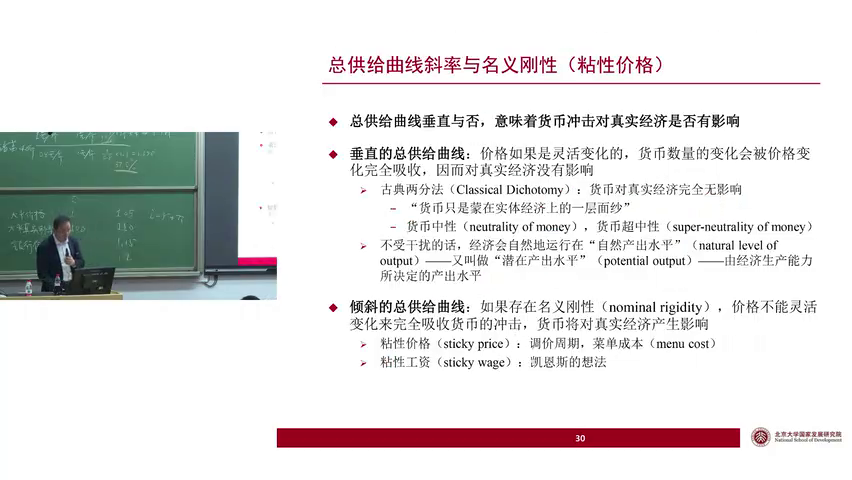 总供给曲线斜率与名义刚性（粘性价格）
总供给曲线垂直与否，意味着货币冲击对真实经济是否有影响
垂直的总供给曲线：价格如果是灵活变化的，货币数量的变化会被价格变
化完全吸收，因而对真实经济没有影响
古典两分法（Classical Dichotomy）：货币对真实经济完全无影响
“货币只是蒙在实体经济上的一层面纱”
货币中性（neutrality of money），货币超中性（super-neutrality of money）
不受干扰的话，经济会自然地运行在“自然产出水平”（natural level of
output）——又叫做“潜在产出水平”（potential output）——由经济生产能力
所决定的产出水平
倾斜的总供给曲线：如果存在名义刚性（nominal rigidity），价格不能灵活
变化来完全吸收货币的冲击，货币将对真实经济产生影响
粘性价格（sticky price）：调价周期，菜单成本（menu cost）
粘性工资（sticky wage）：凯恩斯的想法
30
北京大学国家发展研究院
National School of Development